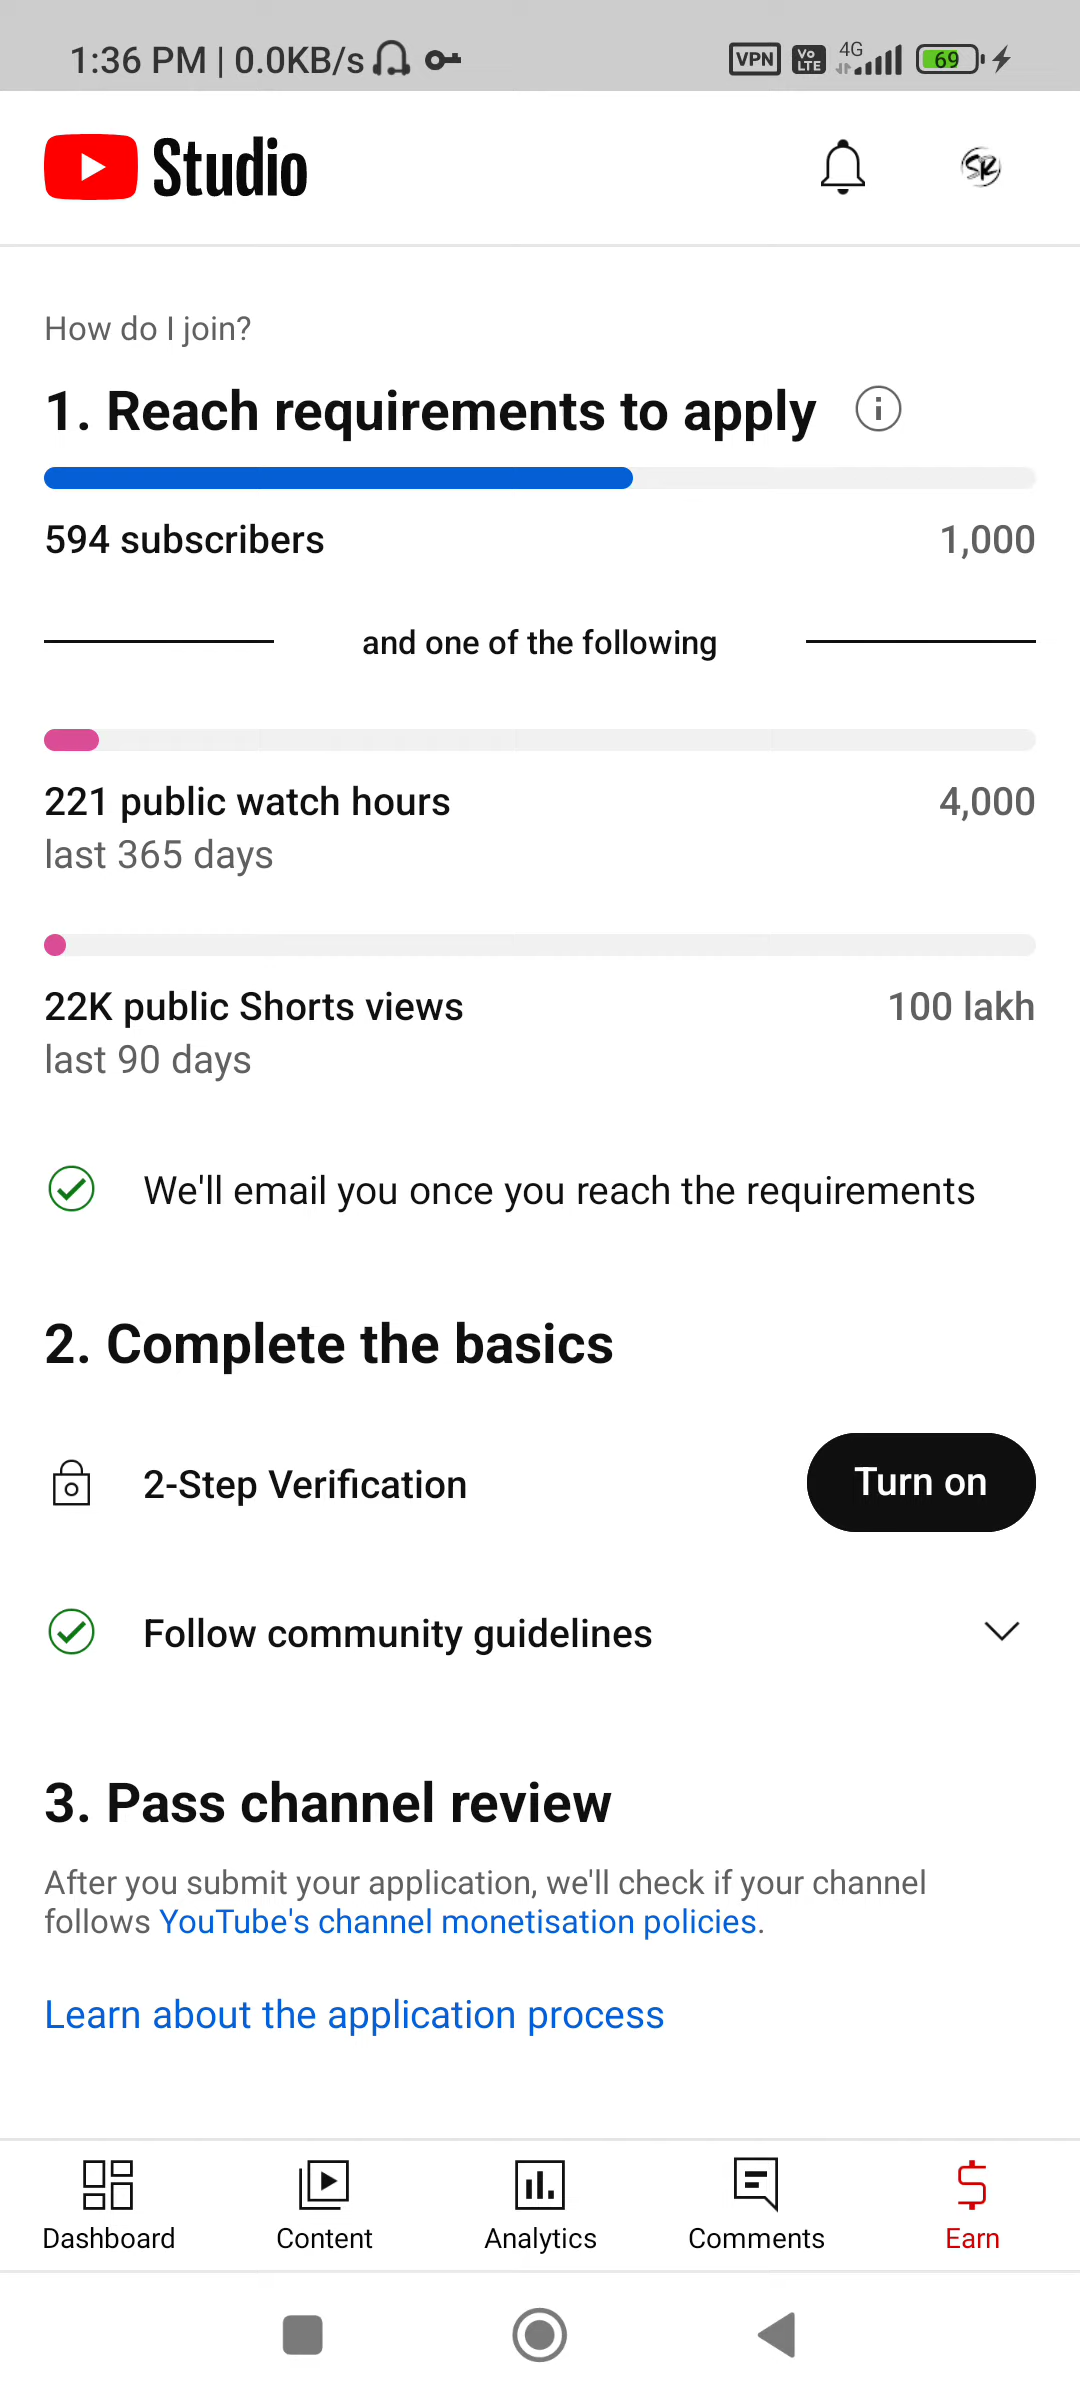 1:36 PM | 0.0KB/s VPN Vo LTE 4G 69
Studio SR
How do I join?
1. Reach requirements to apply
594 subscribers 1,000
and one of the following
221 public watch hours 4,000
last 365 days
22K public Shorts views 100 lakh
last 90 days
We'll email you once you reach the requirements
2. Complete the basics
2-Step Verification Turn on
Follow community guidelines
3. Pass channel review
After you submit your application, we'll check if your channel
follows YouTube's channel monetisation policies.
Learn about the application process
Dashboard Content Analytics Comments Earn